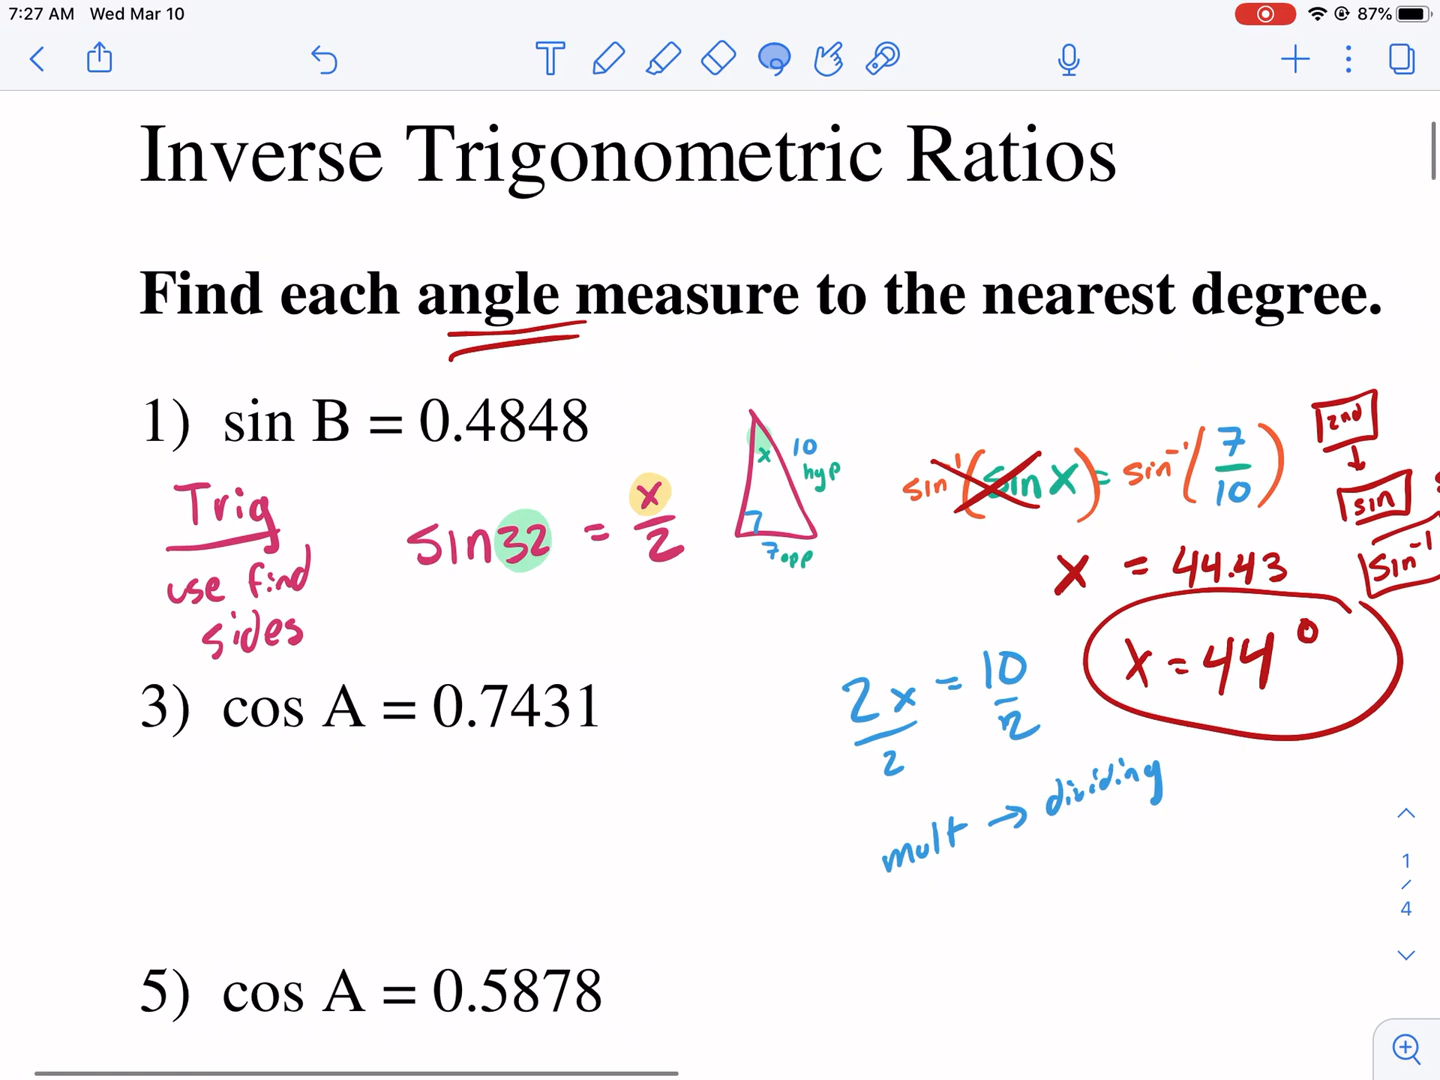 7:27 AM Wed Mar 10
87%
T
Inverse Trigonometric Ratios
Find each angle measure to the nearest degree.
1) sin B = 0.4848
Trig
use find
sides
sin32 = x/2
x
10
hyp
7 opp
sin⁻¹(sin x) = sin⁻¹(7/10)
2nd
sin
sin⁻¹
x = 44.43
x = 44°
3) cos A = 0.7431
2x/2 = 10/2
mult → dividing
5) cos A = 0.5878
1
/
4